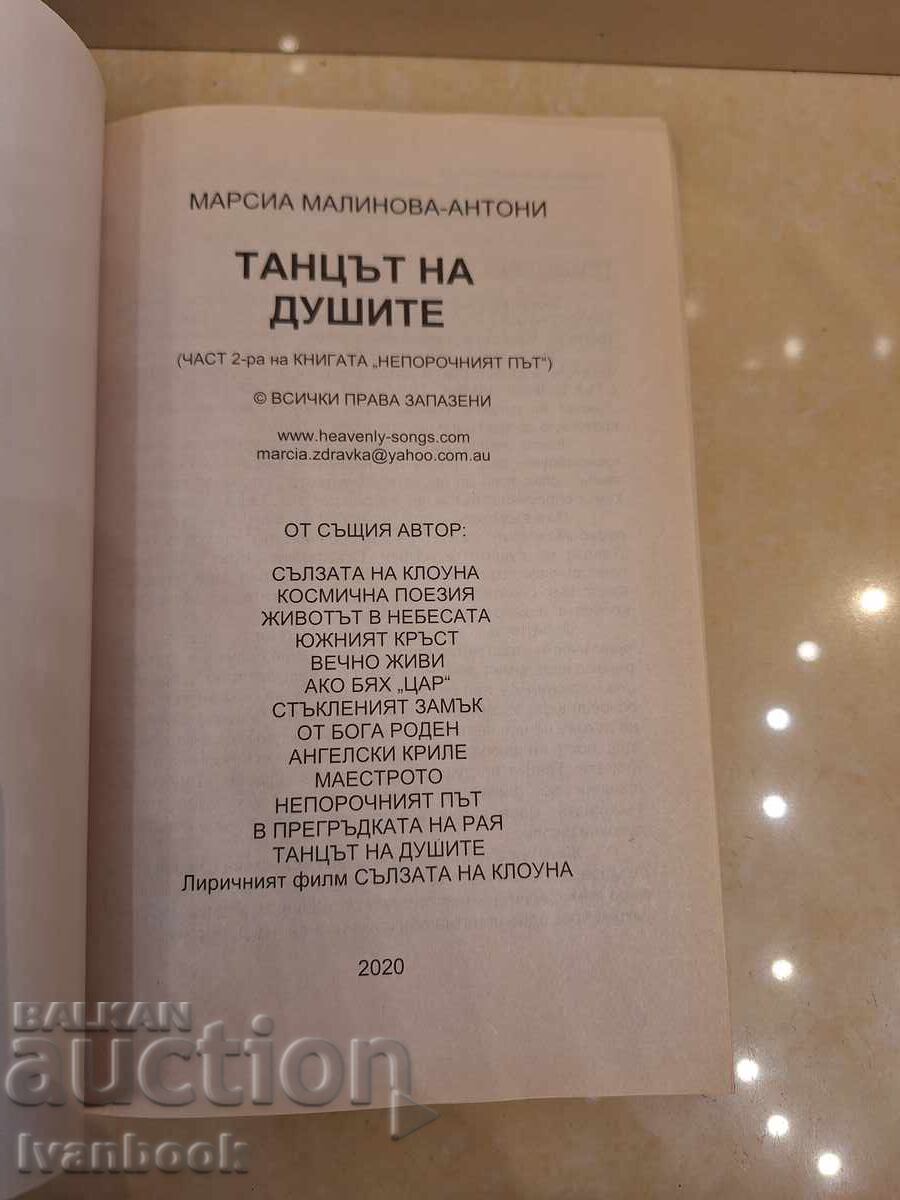 МАРСИА МАЛИНОВА-АНТОНИ
ТАНЦЪТ НА
ДУШИТЕ
(ЧАСТ 2-ра на КНИГАТА „НЕПОРОЧНИЯТ ПЪТ“)
© ВСИЧКИ ПРАВА ЗАПАЗЕНИ
www.heavenly-songs.com
marcia.zdravka@yahoo.com.au
ОТ СЪЩИЯ АВТОР:
СЪЛЗАТА НА КЛОУНА
КОСМИЧНА ПОЕЗИЯ
ЖИВОТЪТ В НЕБЕСАТА
ЮЖНИЯТ КРЪСТ
ВЕЧНО ЖИВИ
АКО БЯХ „ЦАР“
СТЪКЛЕНИЯТ ЗАМЪК
ОТ БОГА РОДЕН
АНГЕЛСКИ КРИЛЕ
МАЕСТРОТО
НЕПОРОЧНИЯТ ПЪТ
В ПРЕГРЪДКАТА НА РАЯ
ТАНЦЪТ НА ДУШИТЕ
Лиричният филм СЪЛЗАТА НА КЛОУНА
2020
BALKAN
auction
Ivanbook